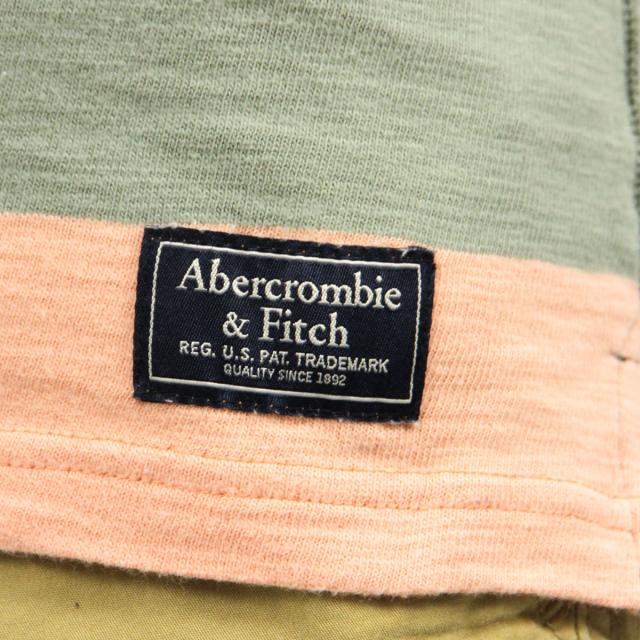 Abercrombie
& Fitch
REG. U.S. PAT. TRADEMARK
QUALITY SINCE 1892